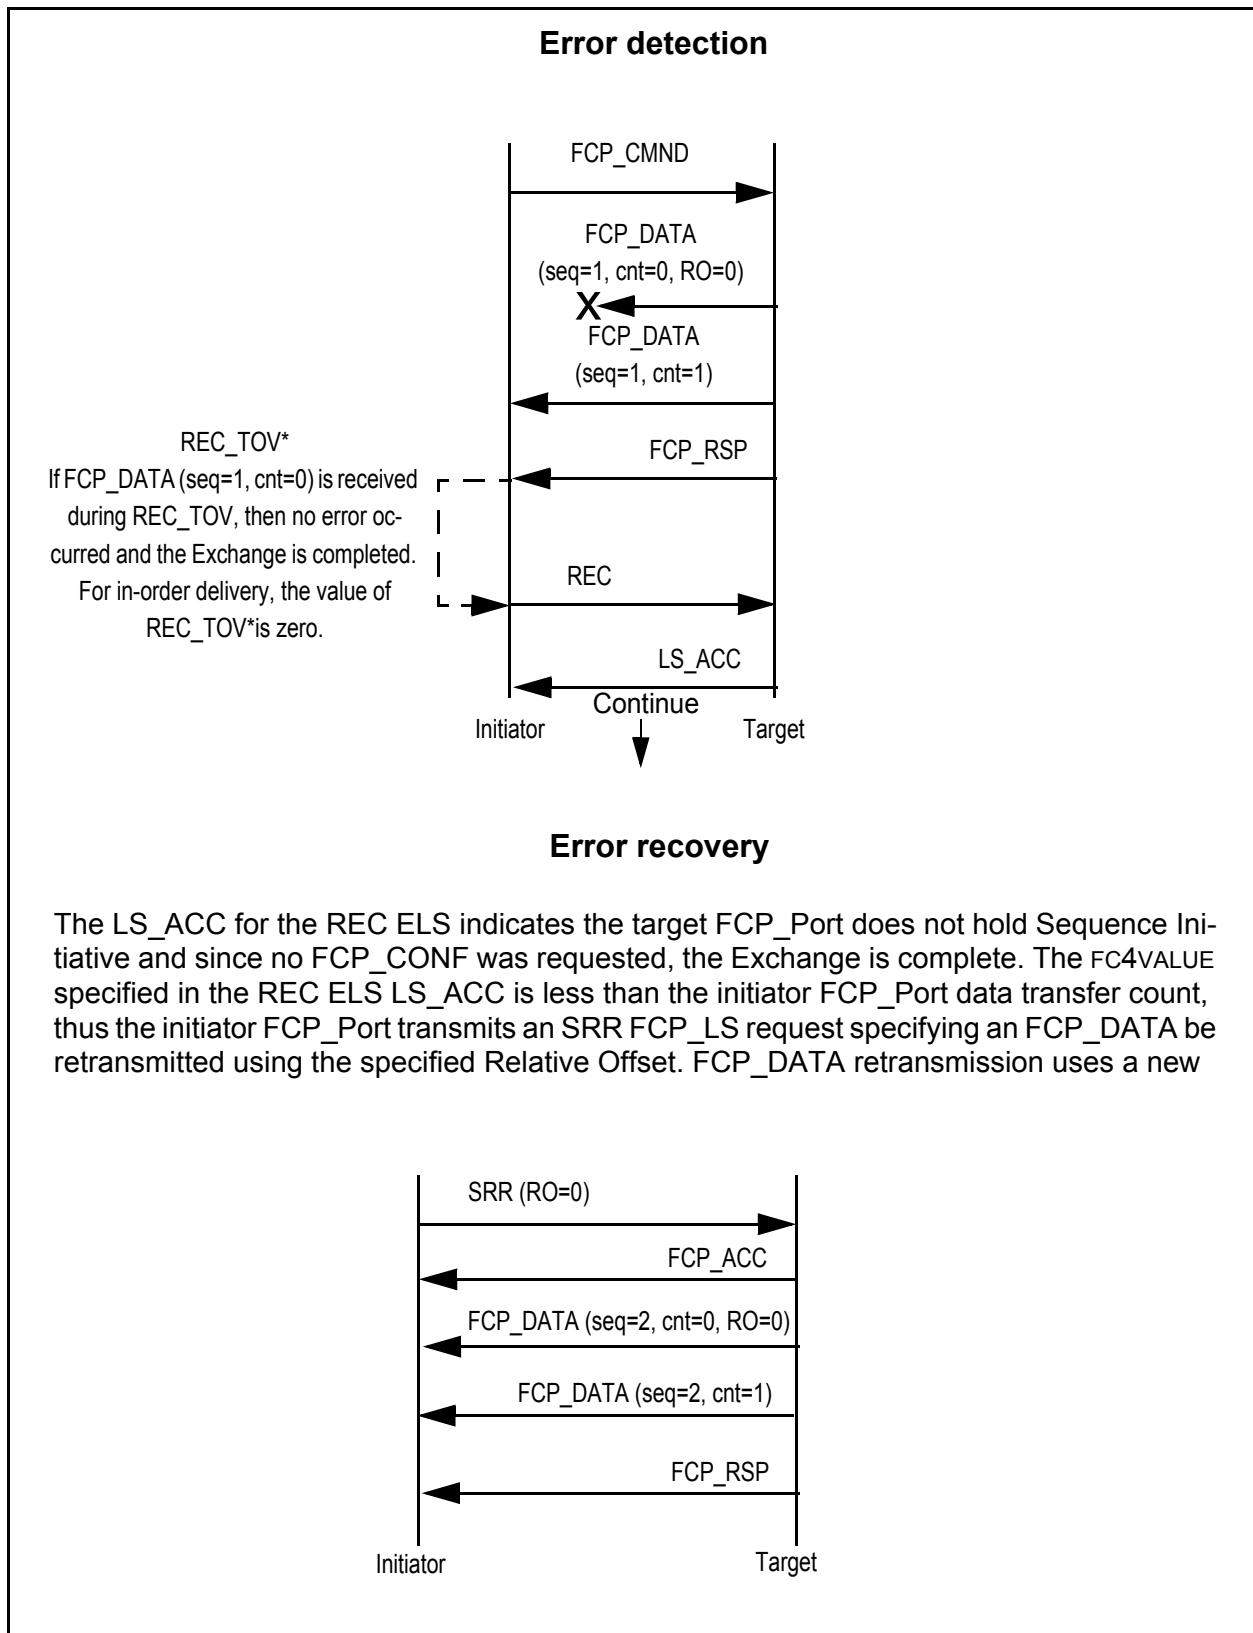 Error detection
FCP_CMND
FCP_DATA
(seq=1, cnt=0, RO=0)
X
FCP_DATA
(seq=1, cnt=1)
REC_TOV*
If FCP_DATA (seq=1, cnt=0) is received
during REC_TOV, then no error oc-
curred and the Exchange is completed.
For in-order delivery, the value of
REC_TOV*is zero.
FCP_RSP
REC
LS_ACC
Continue
Initiator
Target
Error recovery
The LS_ACC for the REC ELS indicates the target FCP_Port does not hold Sequence Ini-
tiative and since no FCP_CONF was requested, the Exchange is complete. The FC4VALUE
specified in the REC ELS LS_ACC is less than the initiator FCP_Port data transfer count,
thus the initiator FCP_Port transmits an SRR FCP_LS request specifying an FCP_DATA be
retransmitted using the specified Relative Offset. FCP_DATA retransmission uses a new
SRR (RO=0)
FCP_ACC
FCP_DATA (seq=2, cnt=0, RO=0)
FCP_DATA (seq=2, cnt=1)
FCP_RSP
Initiator
Target